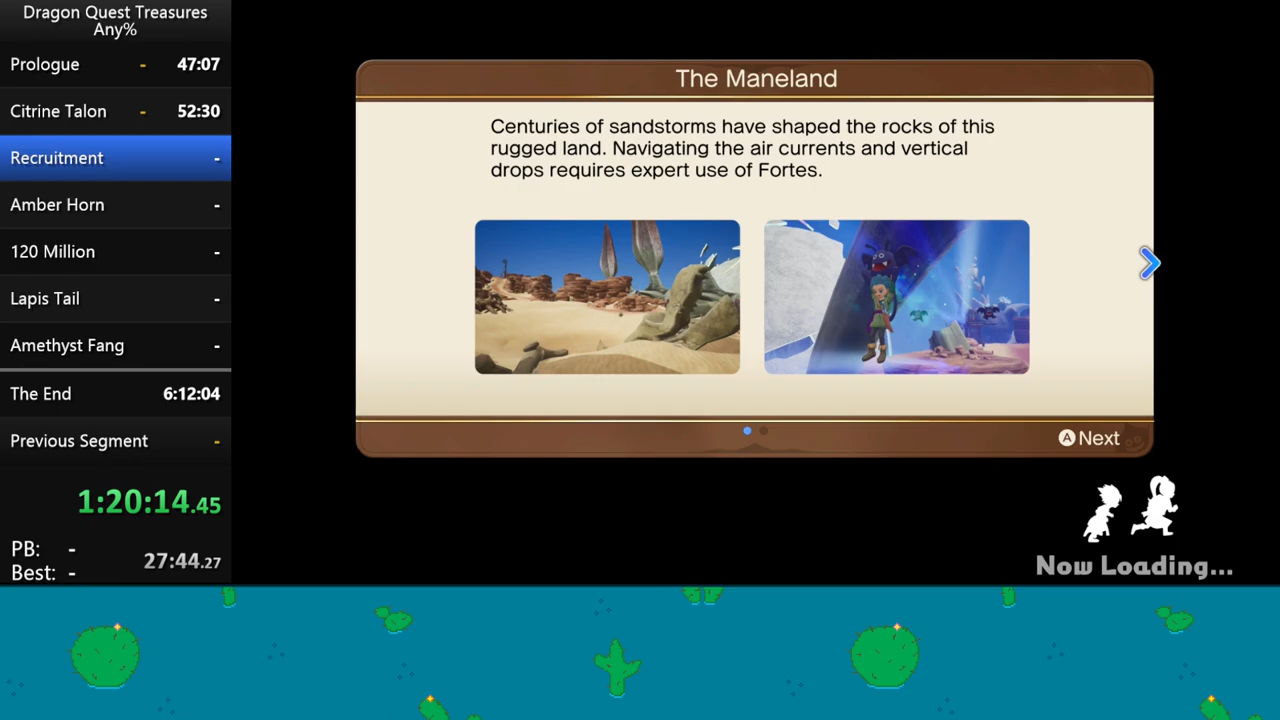 Dragon Quest Treasures
Any%
Prologue - 47:07
Citrine Talon - 52:30
Recruitment -
Amber Horn -
120 Million -
Lapis Tail -
Amethyst Fang -
The End 6:12:04
Previous Segment -
1:20:14.45
PB: -
Best: -
27:44.27
The Maneland
Centuries of sandstorms have shaped the rocks of this
rugged land. Navigating the air currents and vertical
drops requires expert use of Fortes.
A Next
Now Loading...